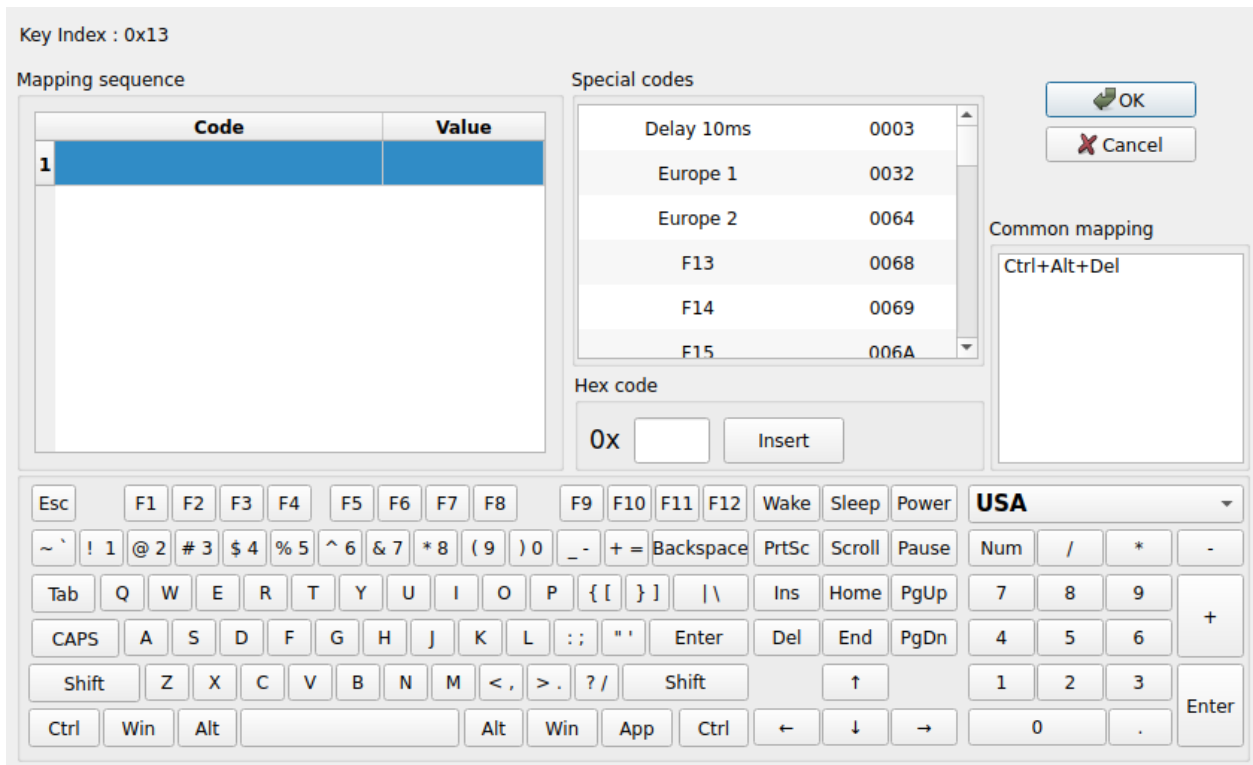 Key Index : 0x13
Mapping sequence
Code Value
1
Special codes
Delay 10ms 0003
Europe 1 0032
Europe 2 0064
F13 0068
F14 0069
F15 006A
OK
Cancel
Common mapping
Ctrl+Alt+Del
Hex code
0x Insert
Esc F1 F2 F3 F4 F5 F6 F7 F8 F9 F10 F11 F12 Wake Sleep Power USA
~ ` ! 1 @ 2 # 3 $ 4 % 5 ^ 6 & 7 * 8 ( 9 ) 0 _ - + = Backspace PrtSc Scroll Pause Num / * -
Tab Q W E R T Y U I O P { [ } ] | \ Ins Home PgUp 7 8 9 +
CAPS A S D F G H J K L : ; " ' Enter Del End PgDn 4 5 6
Shift Z X C V B N M < , > . ? / Shift ↑ 1 2 3 Enter
Ctrl Win Alt Alt Win App Ctrl ← ↓ → 0 .